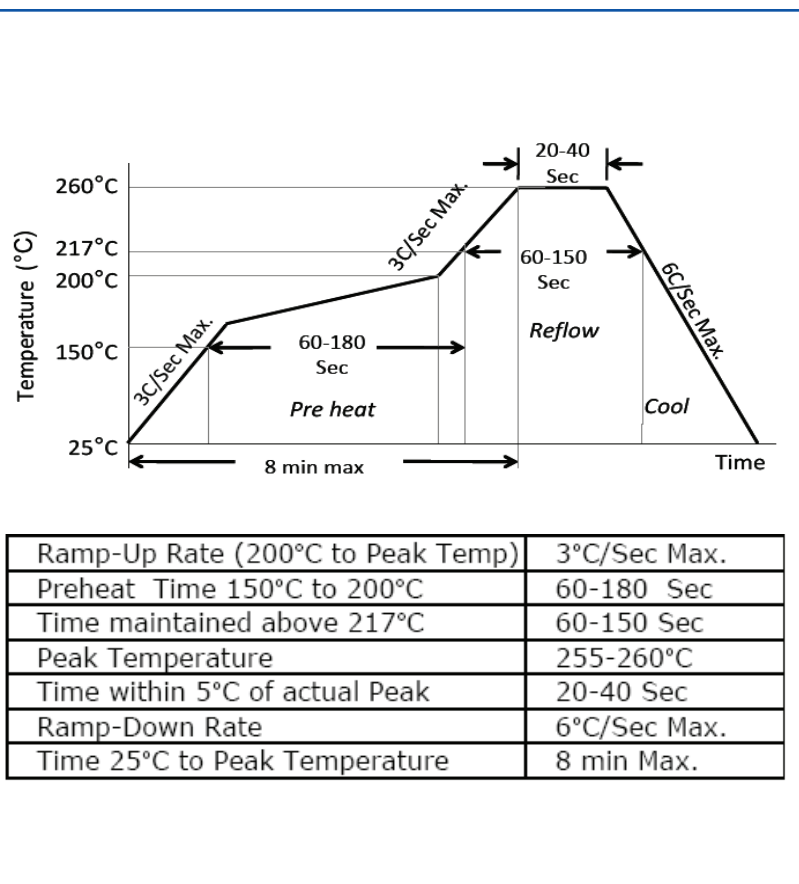 20-40
Sec
260°C
3C/Sec Max.
217°C
60-150
Sec
200°C
6C/Sec Max.
Temperature (°C)
Reflow
3C/Sec Max.
60-180
Sec
150°C
Pre heat
Cool
25°C
8 min max
Time
Ramp-Up Rate (200°C to Peak Temp) 3°C/Sec Max.
Preheat Time 150°C to 200°C 60-180 Sec
Time maintained above 217°C 60-150 Sec
Peak Temperature 255-260°C
Time within 5°C of actual Peak 20-40 Sec
Ramp-Down Rate 6°C/Sec Max.
Time 25°C to Peak Temperature 8 min Max.